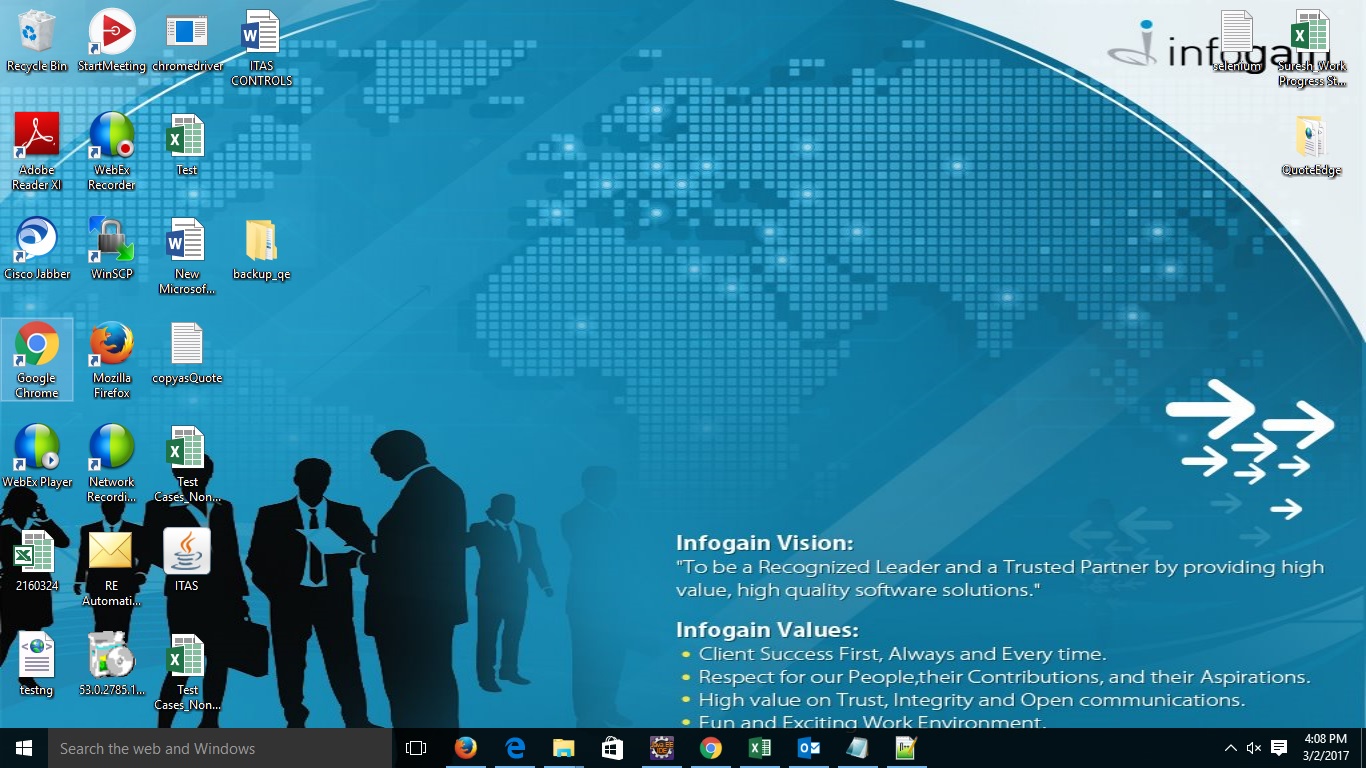 Recycle Bin
StartMeeting
chromedriver
ITAS
CONTROLS
infogain
selenium
Suresh_Work
Progress St...
Adobe
Reader XI
WebEx
Recorder
Test
QuoteEdge
Cisco Jabber
WinSCP
New
Microsof...
backup_qe
Google
Chrome
Mozilla
Firefox
copyasQuote
WebEx Player
Network
Recordi...
Test
Cases_Non...
2160324
RE
Automati...
ITAS
testng
53.0.2785.1...
Test
Cases_Non...
Infogain Vision:
"To be a Recognized Leader and a Trusted Partner by providing high
value, high quality software solutions."
Infogain Values:
• Client Success First, Always and Every time.
• Respect for our People,their Contributions, and their Aspirations.
• High value on Trust, Integrity and Open communications.
• Fun and Exciting Work Environment.
Search the web and Windows
4:08 PM
3/2/2017